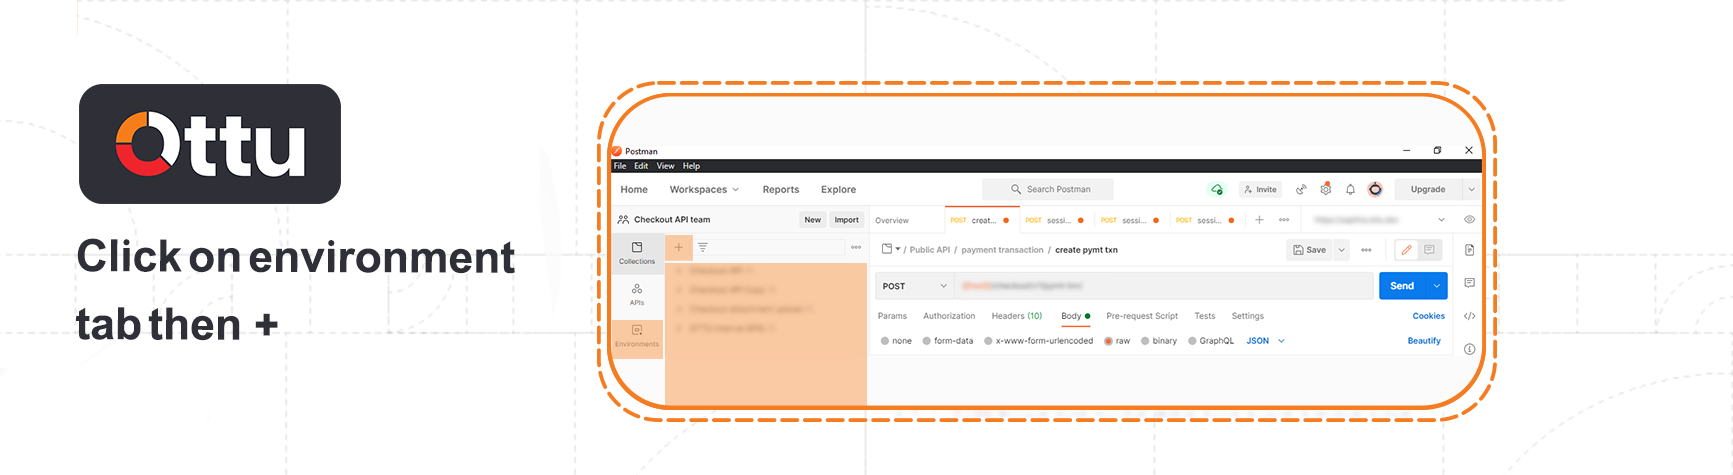 Ottu
Click on environment
tab then +
Postman
File Edit View Help
Home Workspaces Reports Explore Search Postman Invite Upgrade
Checkout API team New Import Overview POST creat... POST sessi... POST sessi... POST sessi... + •••
Collections + ••• / Public API / payment transaction / create pymt txn Save •••
APIs
POST Send
Params Authorization Headers (10) Body Pre-request Script Tests Settings Cookies
Environments
none form-data x-www-form-urlencoded raw binary GraphQL JSON Beautify